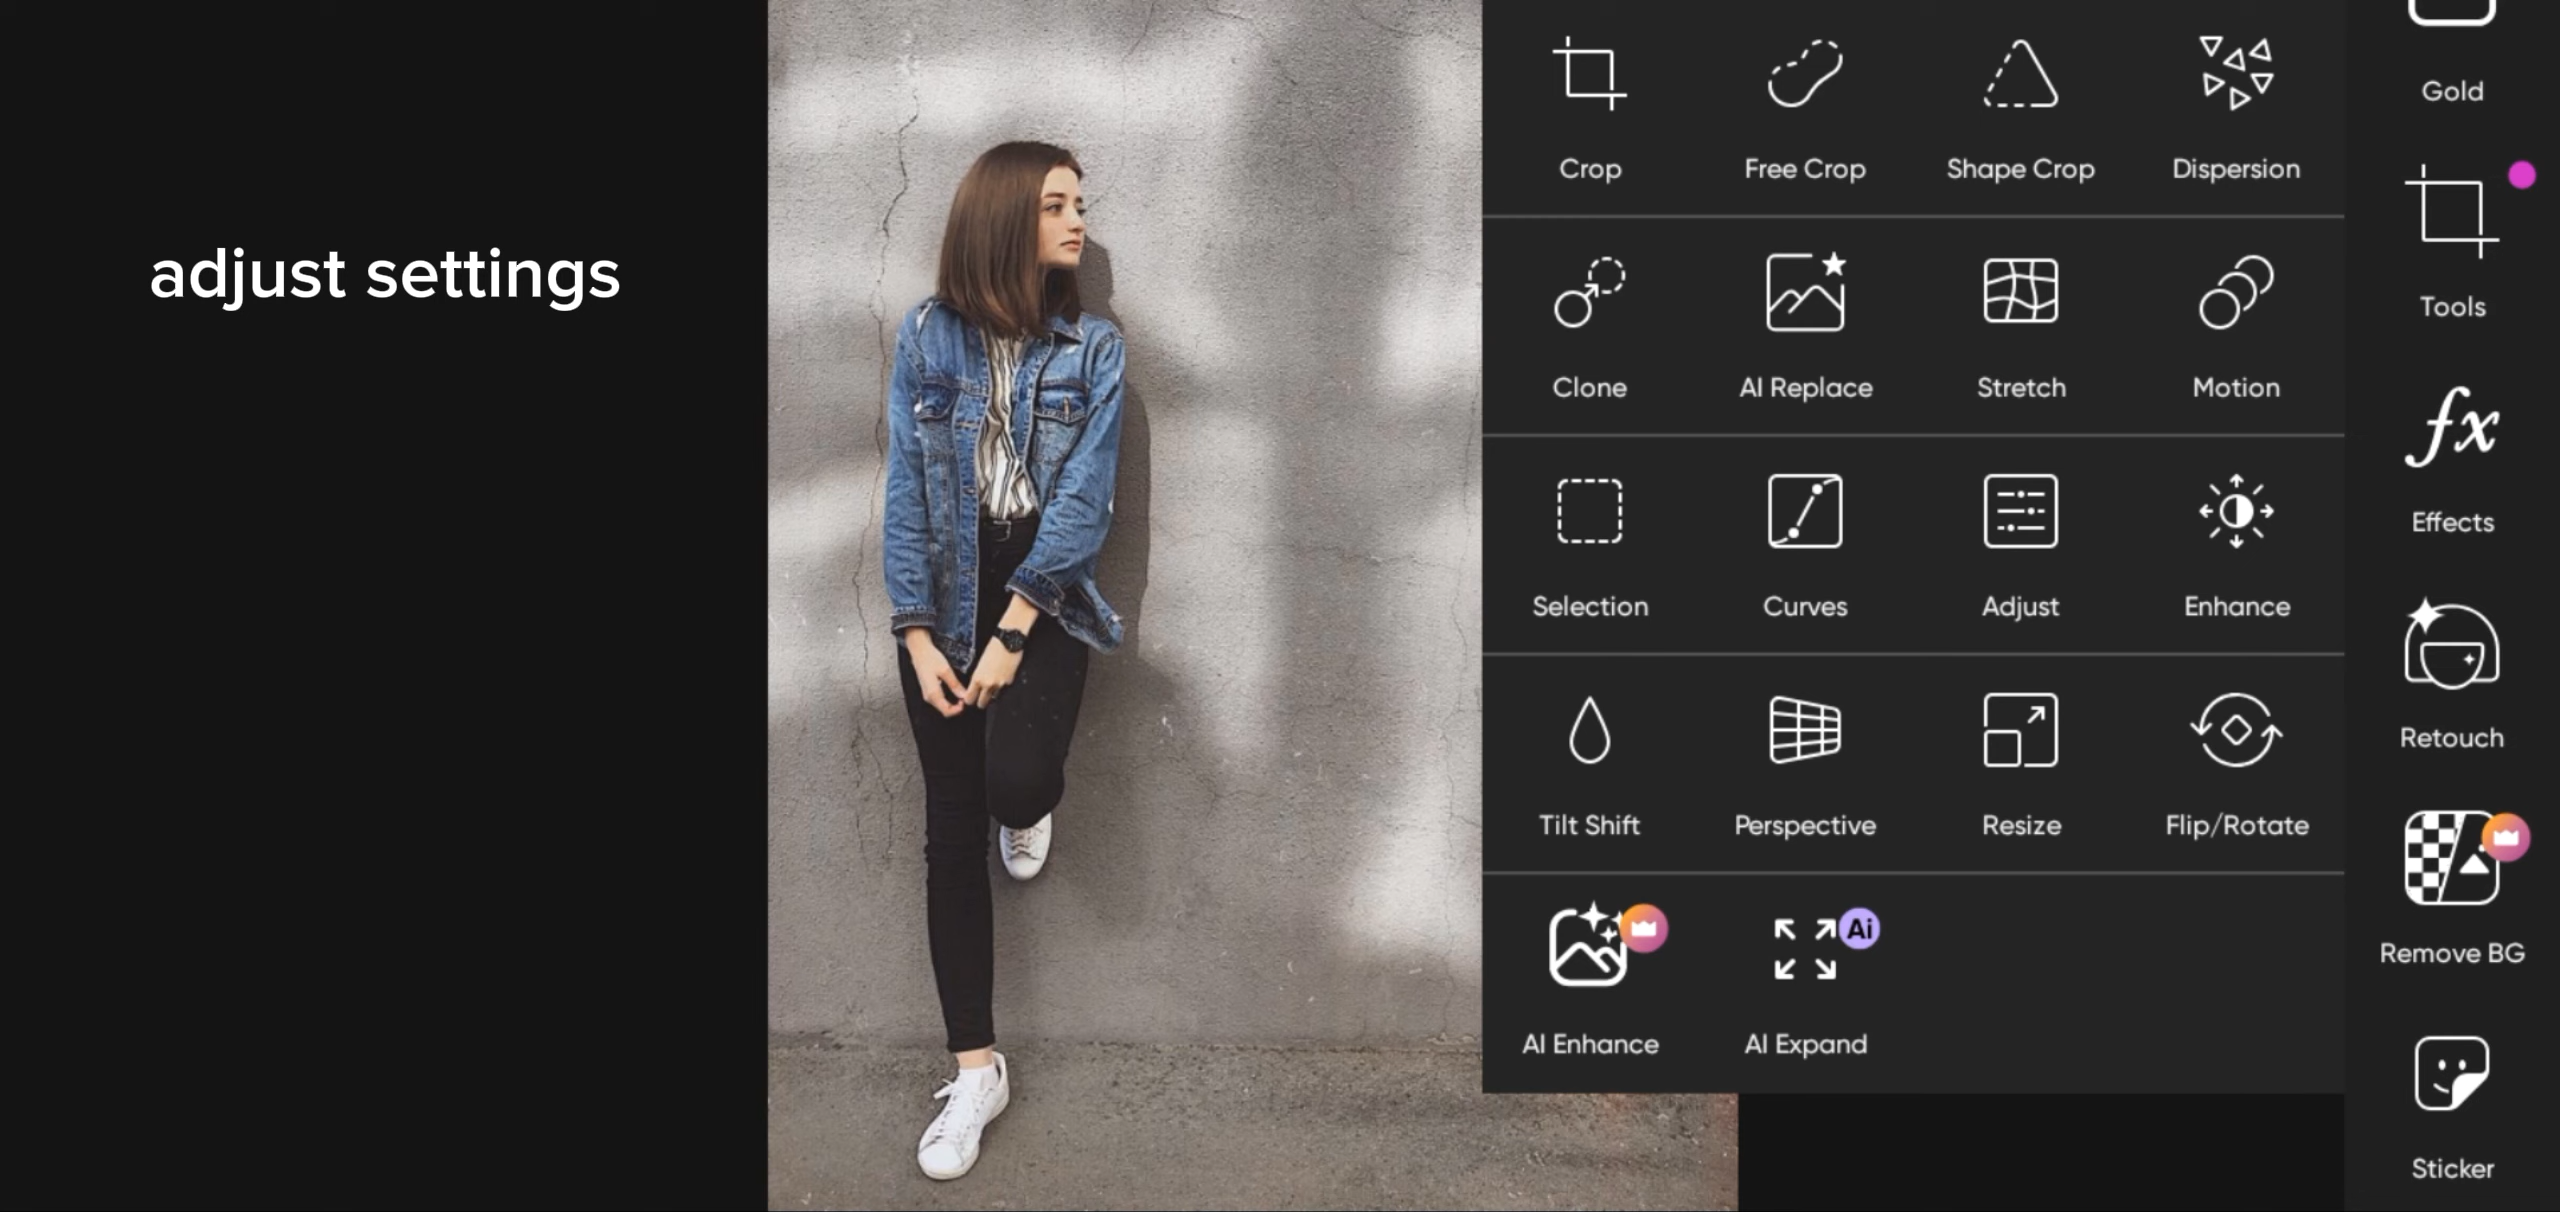 adjust settings
Crop
Free Crop
Shape Crop
Dispersion
Clone
AI Replace
Stretch
Motion
Selection
Curves
Adjust
Enhance
Tilt Shift
Perspective
Resize
Flip/Rotate
Ai
AI Enhance
AI Expand
Gold
Tools
fx
Effects
Retouch
Remove BG
Sticker